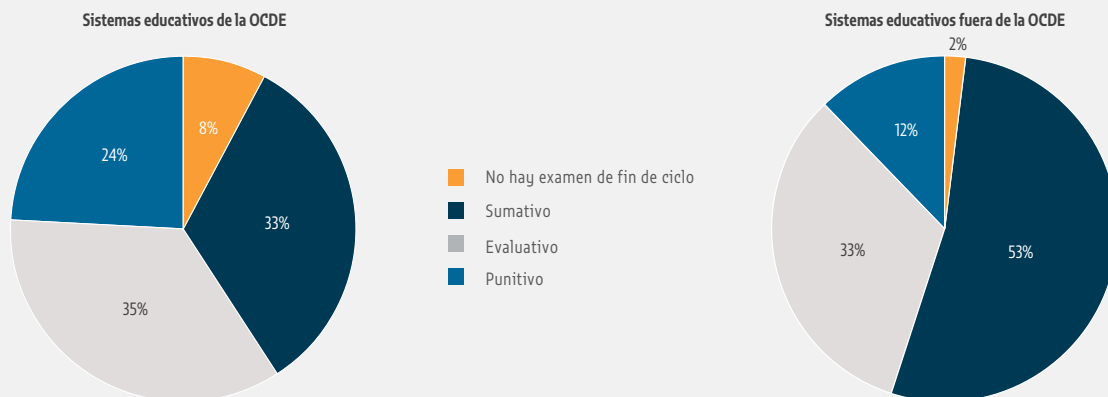 Sistemas educativos de la OCDE
8%
24%
33%
35%
No hay examen de fin de ciclo
Sumativo
Evaluativo
Punitivo
Sistemas educativos fuera de la OCDE
2%
12%
33%
53%